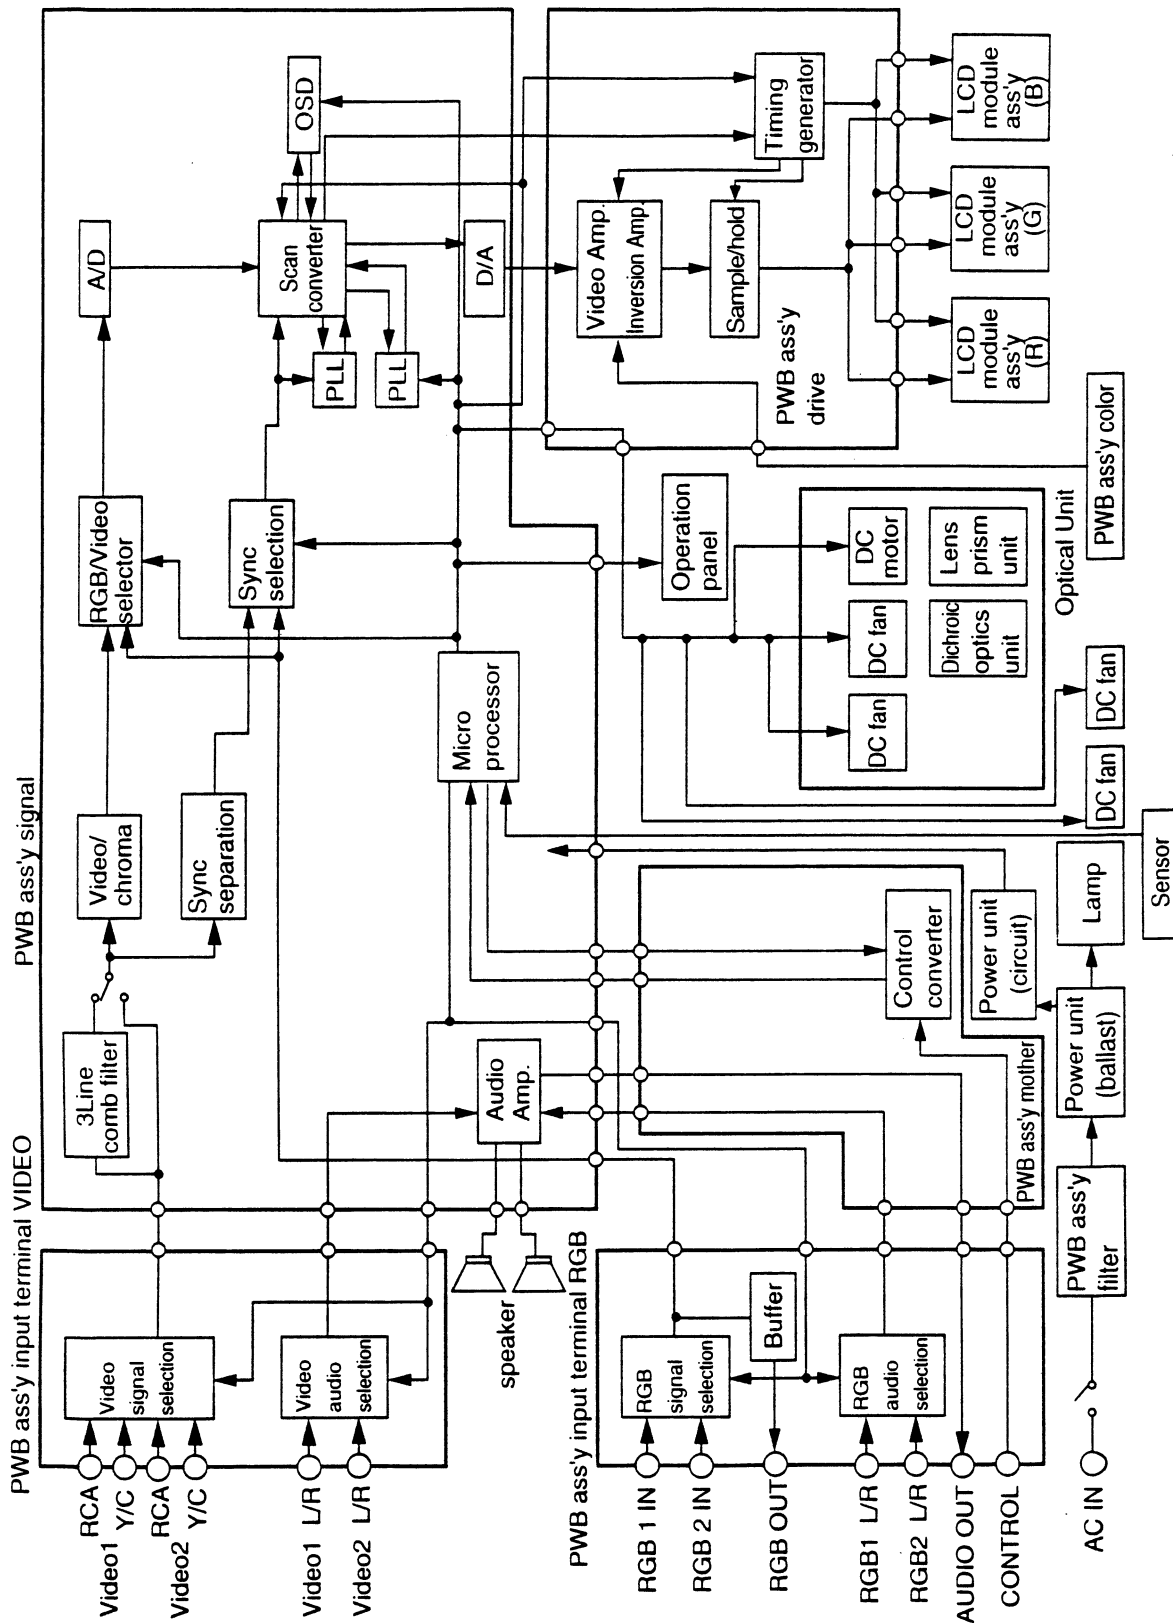 PWB ass'y input terminal VIDEO
RCA
Y/C
RCA
Y/C
Video1
Video2
Video1 L/R
Video2 L/R
Video
signal
selection
Video
audio
selection
speaker
PWB ass'y input terminal RGB
RGB 1 IN
RGB 2 IN
RGB OUT
RGB1 L/R
RGB2 L/R
AUDIO OUT
CONTROL
AC IN
RGB
signal
selection
Buffer
RGB
audio
selection
PWB ass'y
filter
PWB ass'y signal
3Line
comb filter
Video/
chroma
Sync
separation
RGB/Video
selector
Sync
selection
A/D
Scan
converter
OSD
PLL
PLL
D/A
Micro
processor
Audio
Amp.
PWB ass'y mother
Control
converter
Power unit
(circuit)
Power unit
(ballast)
Lamp
Sensor
Operation
panel
DC fan
DC fan
DC
motor
Dichroic
optics
unit
Lens
prism
unit
Optical Unit
DC fan
DC fan
PWB ass'y color
PWB ass'y
drive
Video Amp.
Inversion Amp.
Sample/hold
Timing
generator
LCD
module
ass'y
(R)
LCD
module
ass'y
(G)
LCD
module
ass'y
(B)